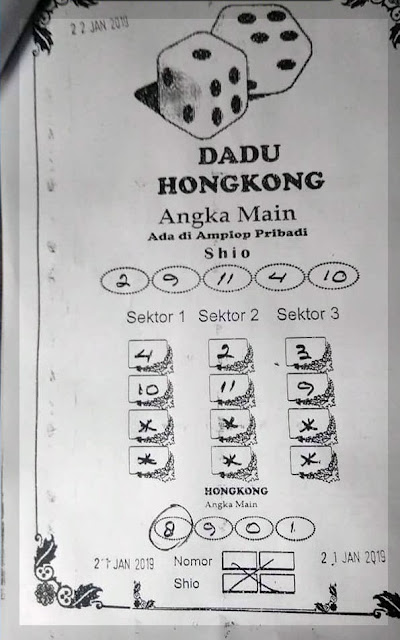 22 JAN 2019
DADU
HONGKONG
Angka Main
Ada di Amplop Pribadi
Shio
2 9 11 4 10
Sektor 1 Sektor 2 Sektor 3
4 2 3
10 11 9
* * *
* * *
HONGKONG
Angka Main
8 9 0 1
21 JAN 2019 Nomor 21 JAN 2019
Shio